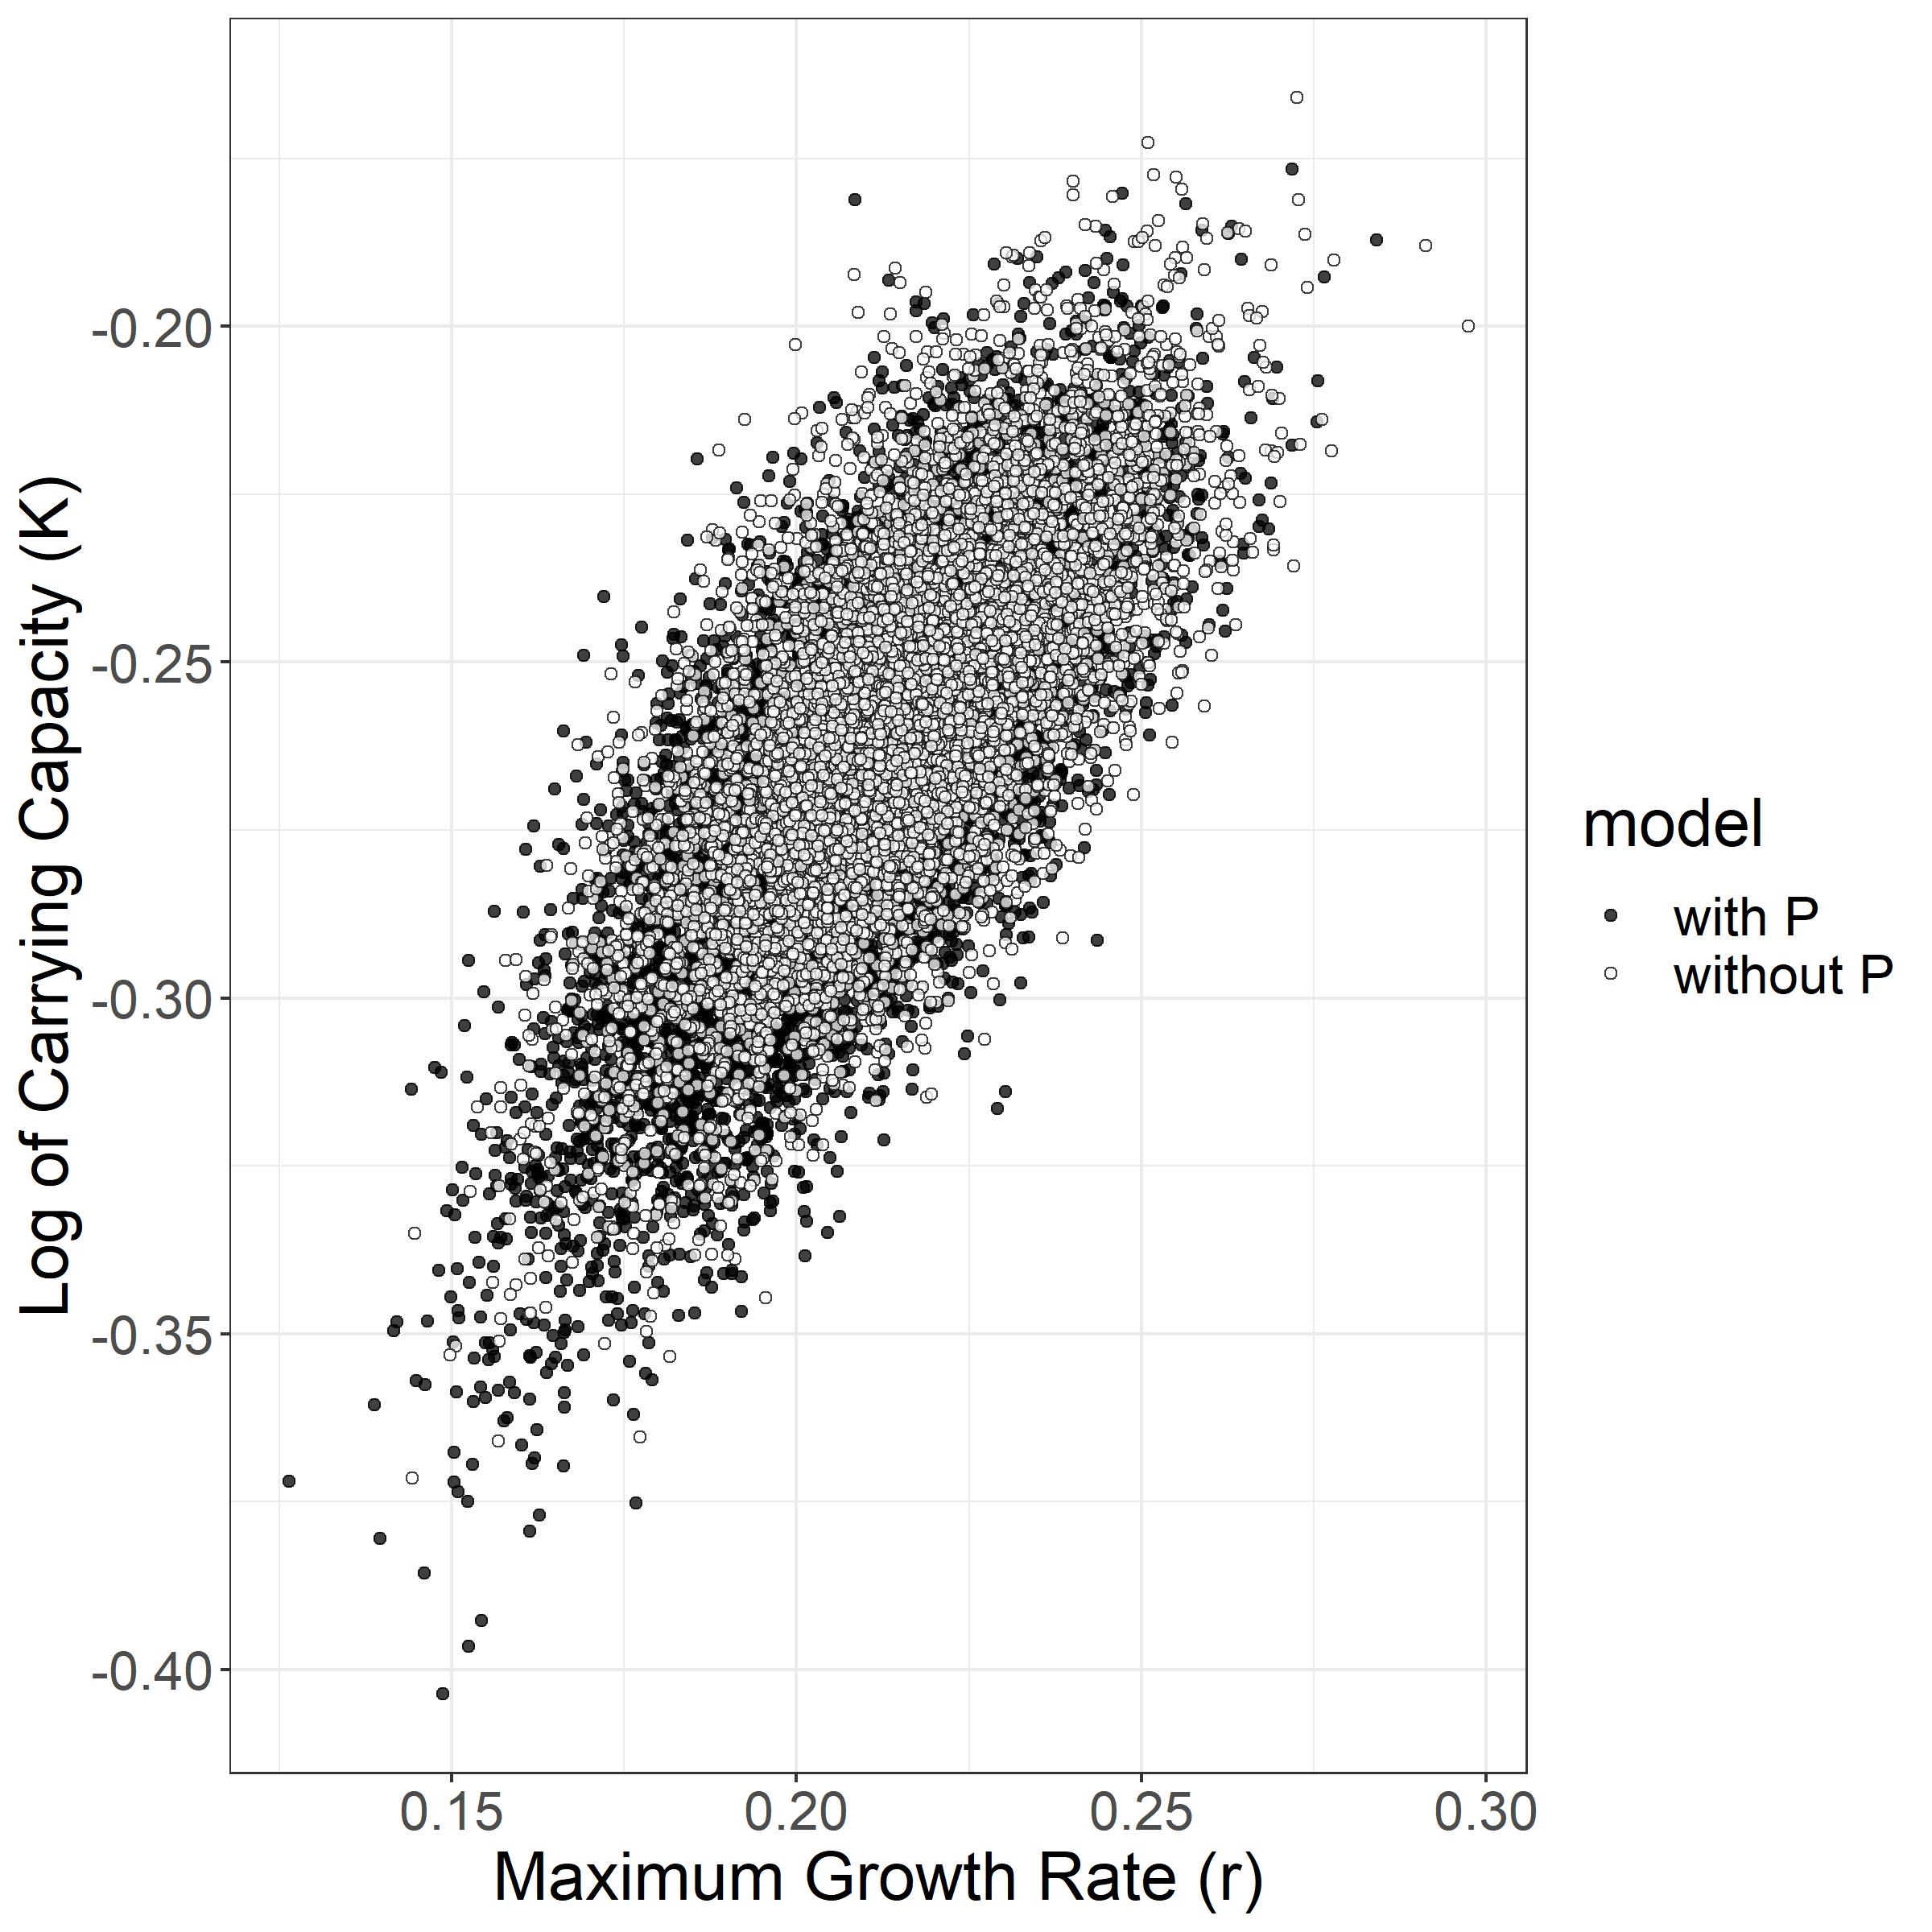 Log of Carrying Capacity (K)
-0.20
-0.25
-0.30
-0.35
-0.40
0.15 0.20 0.25 0.30
Maximum Growth Rate (r)
model
with P
without P